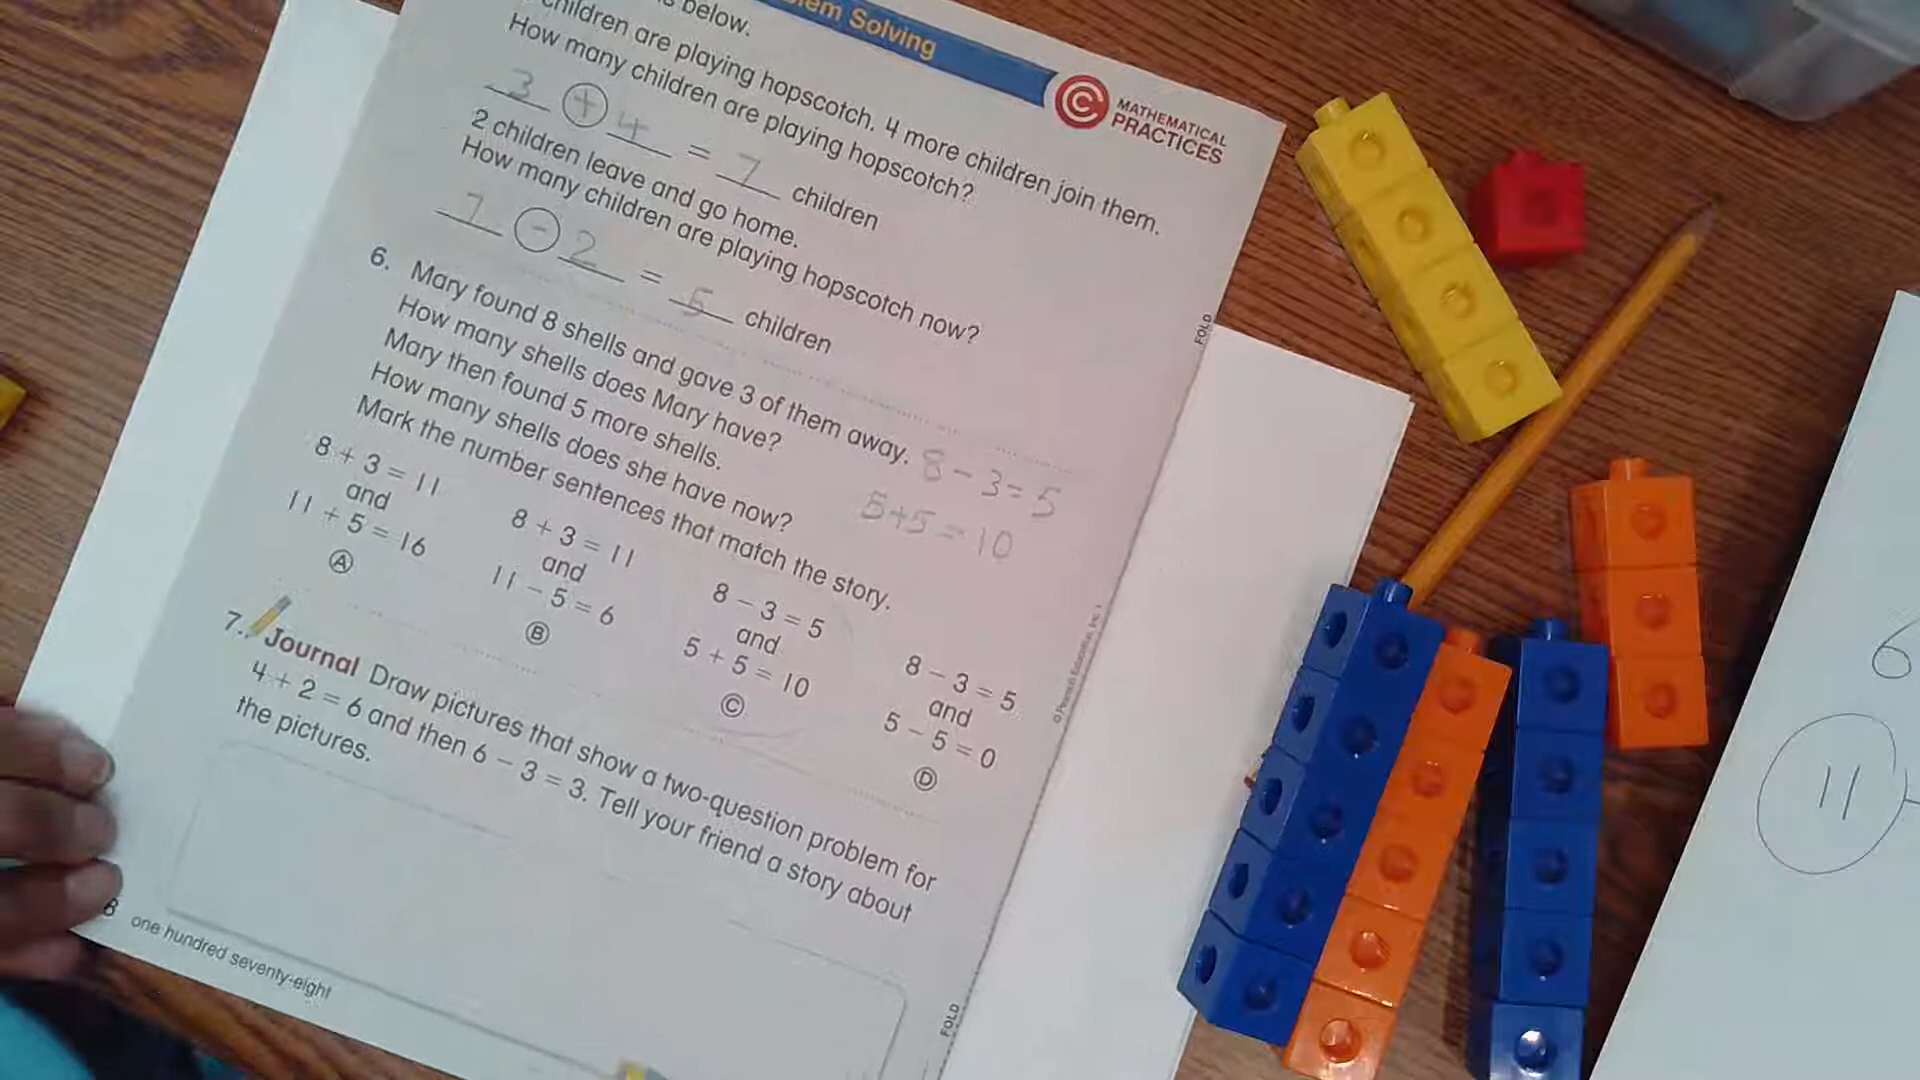 below.
Solving
MATHEMATICAL
PRACTICES
children are playing hopscotch. 4 more children join them.
How many children are playing hopscotch?
3 + 4 = 7 children
2 children leave and go home.
How many children are playing hopscotch now?
7 - 2 = 5 children
6. Mary found 8 shells and gave 3 of them away.
How many shells does Mary have?
Mary then found 5 more shells.
How many shells does she have now?
Mark the number sentences that match the story.
8 - 3 = 5
5 + 5 = 10
8 + 3 = 11
and
11 + 5 = 16
Ⓐ
8 + 3 = 11
and
11 − 5 = 6
Ⓑ
8 − 3 = 5
and
5 + 5 = 10
Ⓒ
8 − 3 = 5
and
5 − 5 = 0
Ⓓ
7. Journal Draw pictures that show a two-question problem for
4 + 2 = 6 and then 6 − 3 = 3. Tell your friend a story about
the pictures.
8 one hundred seventy-eight
FOLD
© Pearson Education, Inc. 1
FOLD
6
11